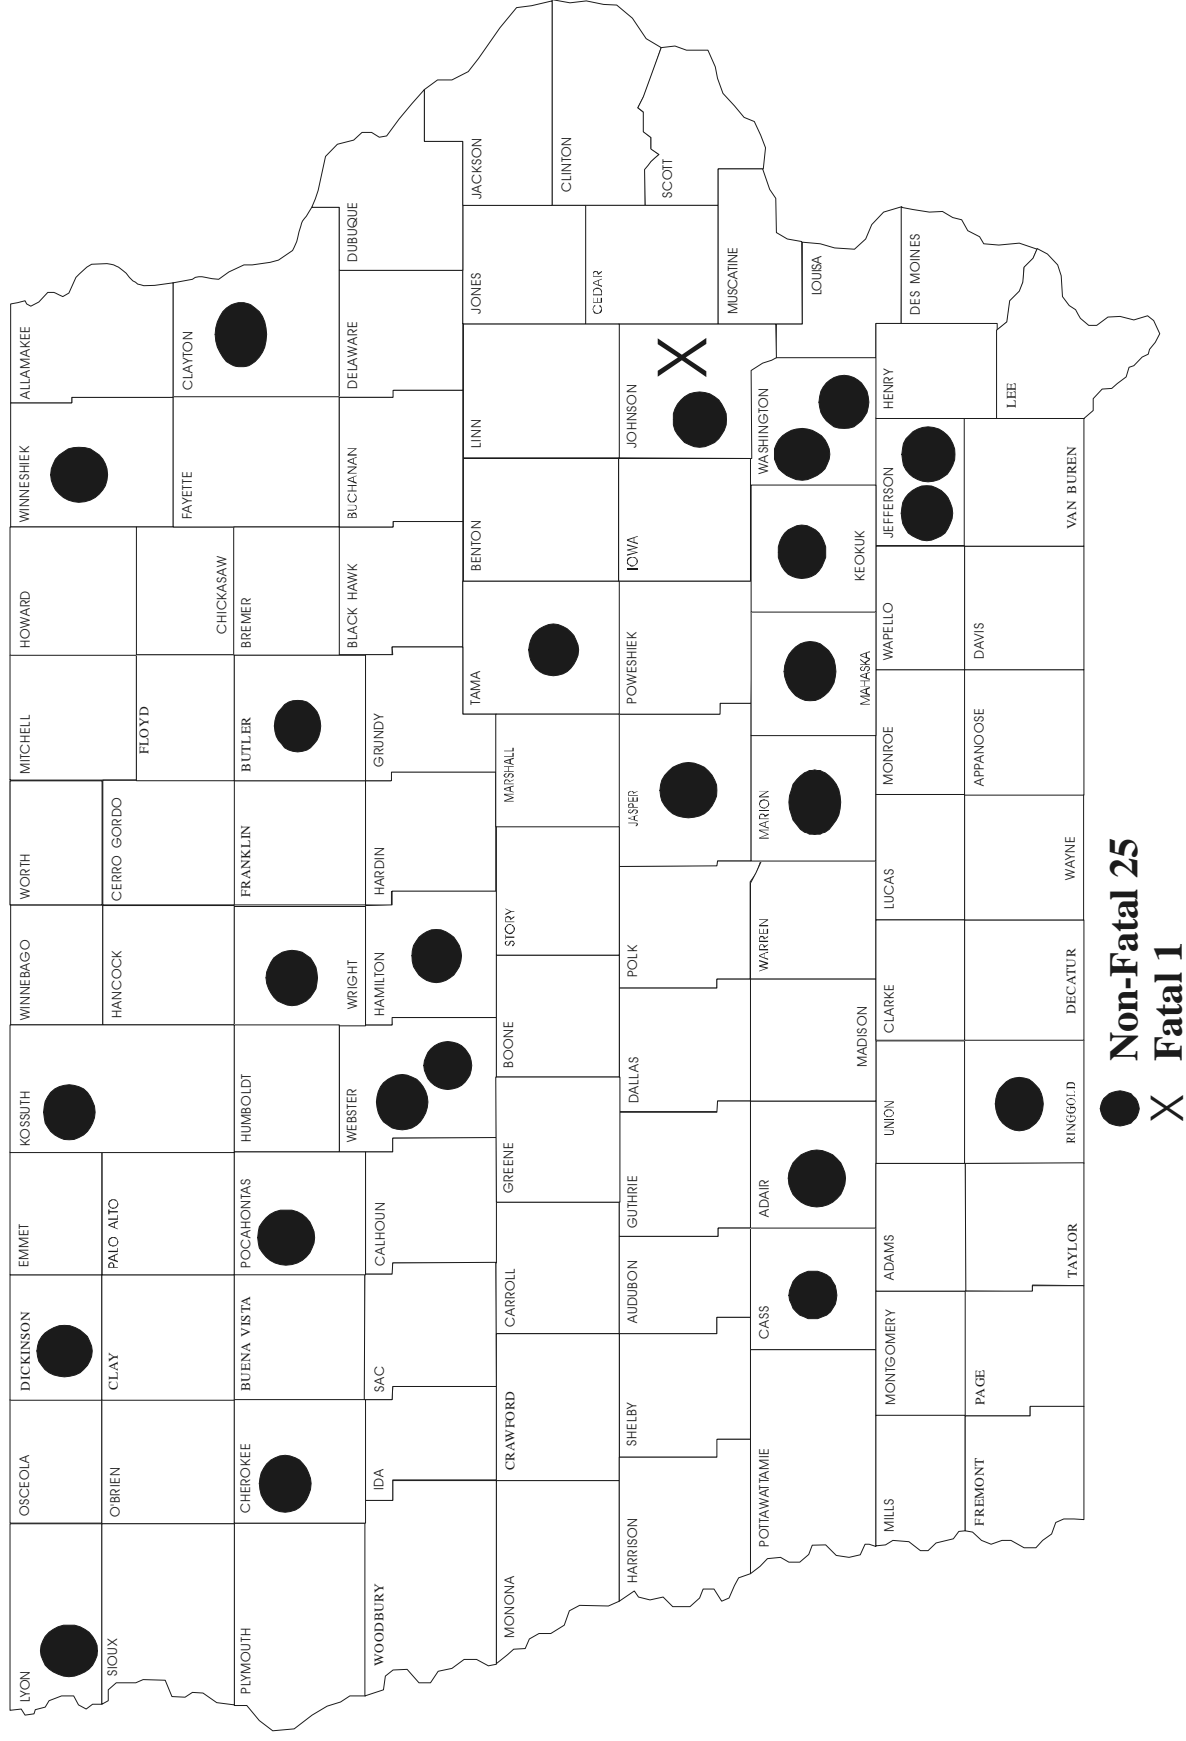 LYON
OSCEOLA
DICKINSON
EMMET
KOSSUTH
WINNEBAGO
WORTH
MITCHELL
HOWARD
WINNESHIEK
ALLAMAKEE
SIOUX
O'BRIEN
CLAY
PALO ALTO
HANCOCK
CERRO GORDO
FLOYD
CHICKASAW
FAYETTE
CLAYTON
PLYMOUTH
CHEROKEE
BUENA VISTA
POCAHONTAS
HUMBOLDT
WRIGHT
FRANKLIN
BUTLER
BREMER
WOODBURY
IDA
SAC
CALHOUN
WEBSTER
HAMILTON
HARDIN
GRUNDY
BLACK HAWK
BUCHANAN
DELAWARE
DUBUQUE
MONONA
CRAWFORD
CARROLL
GREENE
BOONE
STORY
MARSHALL
TAMA
BENTON
LINN
JONES
JACKSON
CLINTON
HARRISON
SHELBY
AUDUBON
GUTHRIE
DALLAS
POLK
JASPER
POWESHIEK
IOWA
JOHNSON
X
CEDAR
SCOTT
POTTAWATTAMIE
CASS
ADAIR
MADISON
WARREN
MARION
MAHASKA
KEOKUK
WASHINGTON
MUSCATINE
LOUISA
MILLS
MONTGOMERY
ADAMS
UNION
CLARKE
LUCAS
MONROE
WAPELLO
JEFFERSON
HENRY
DES MOINES
FREMONT
PAGE
TAYLOR
RINGGOLD
DECATUR
WAYNE
APPANOOSE
DAVIS
VAN BUREN
LEE
Non-Fatal 25
X Fatal 1